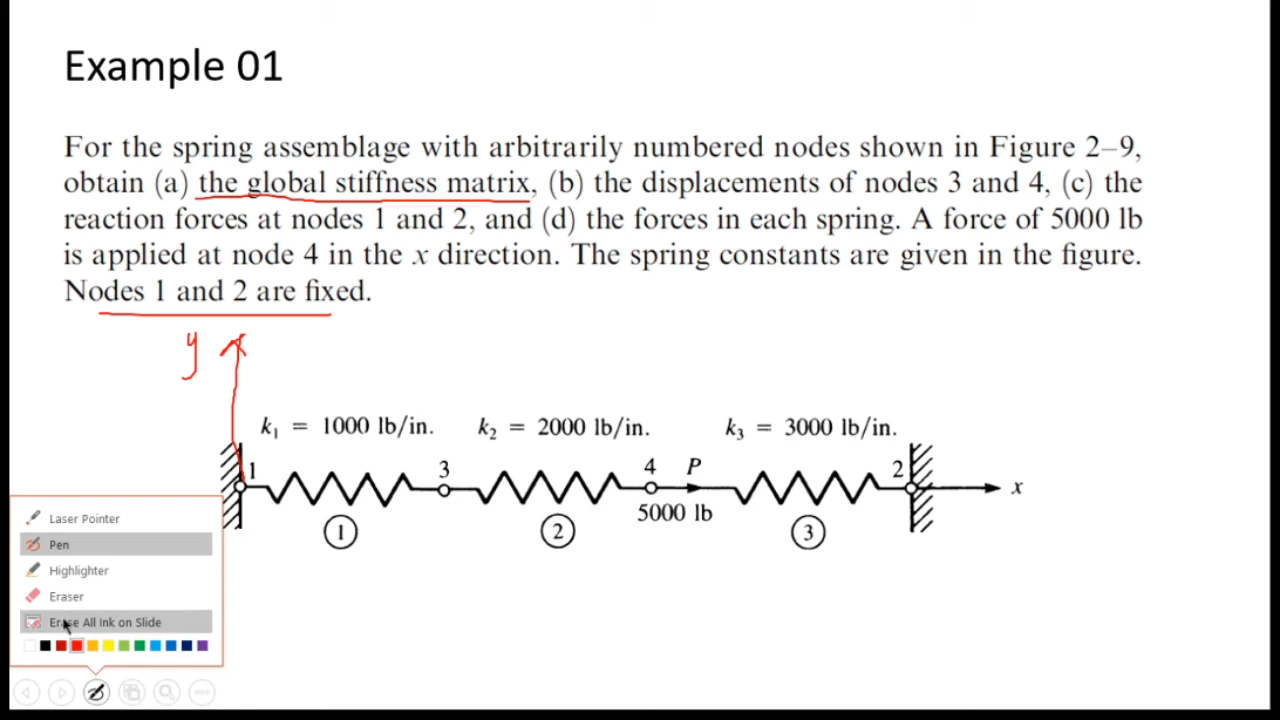 Example 01
For the spring assemblage with arbitrarily numbered nodes shown in Figure 2–9,
obtain (a) the global stiffness matrix, (b) the displacements of nodes 3 and 4, (c) the
reaction forces at nodes 1 and 2, and (d) the forces in each spring. A force of 5000 lb
is applied at node 4 in the x direction. The spring constants are given in the figure.
Nodes 1 and 2 are fixed.
y
k₁ = 1000 lb/in. k₂ = 2000 lb/in. k₃ = 3000 lb/in.
1 3 4 P 2 x
5000 lb
1 2 3
Laser Pointer
Pen
Highlighter
Eraser
Erase All Ink on Slide